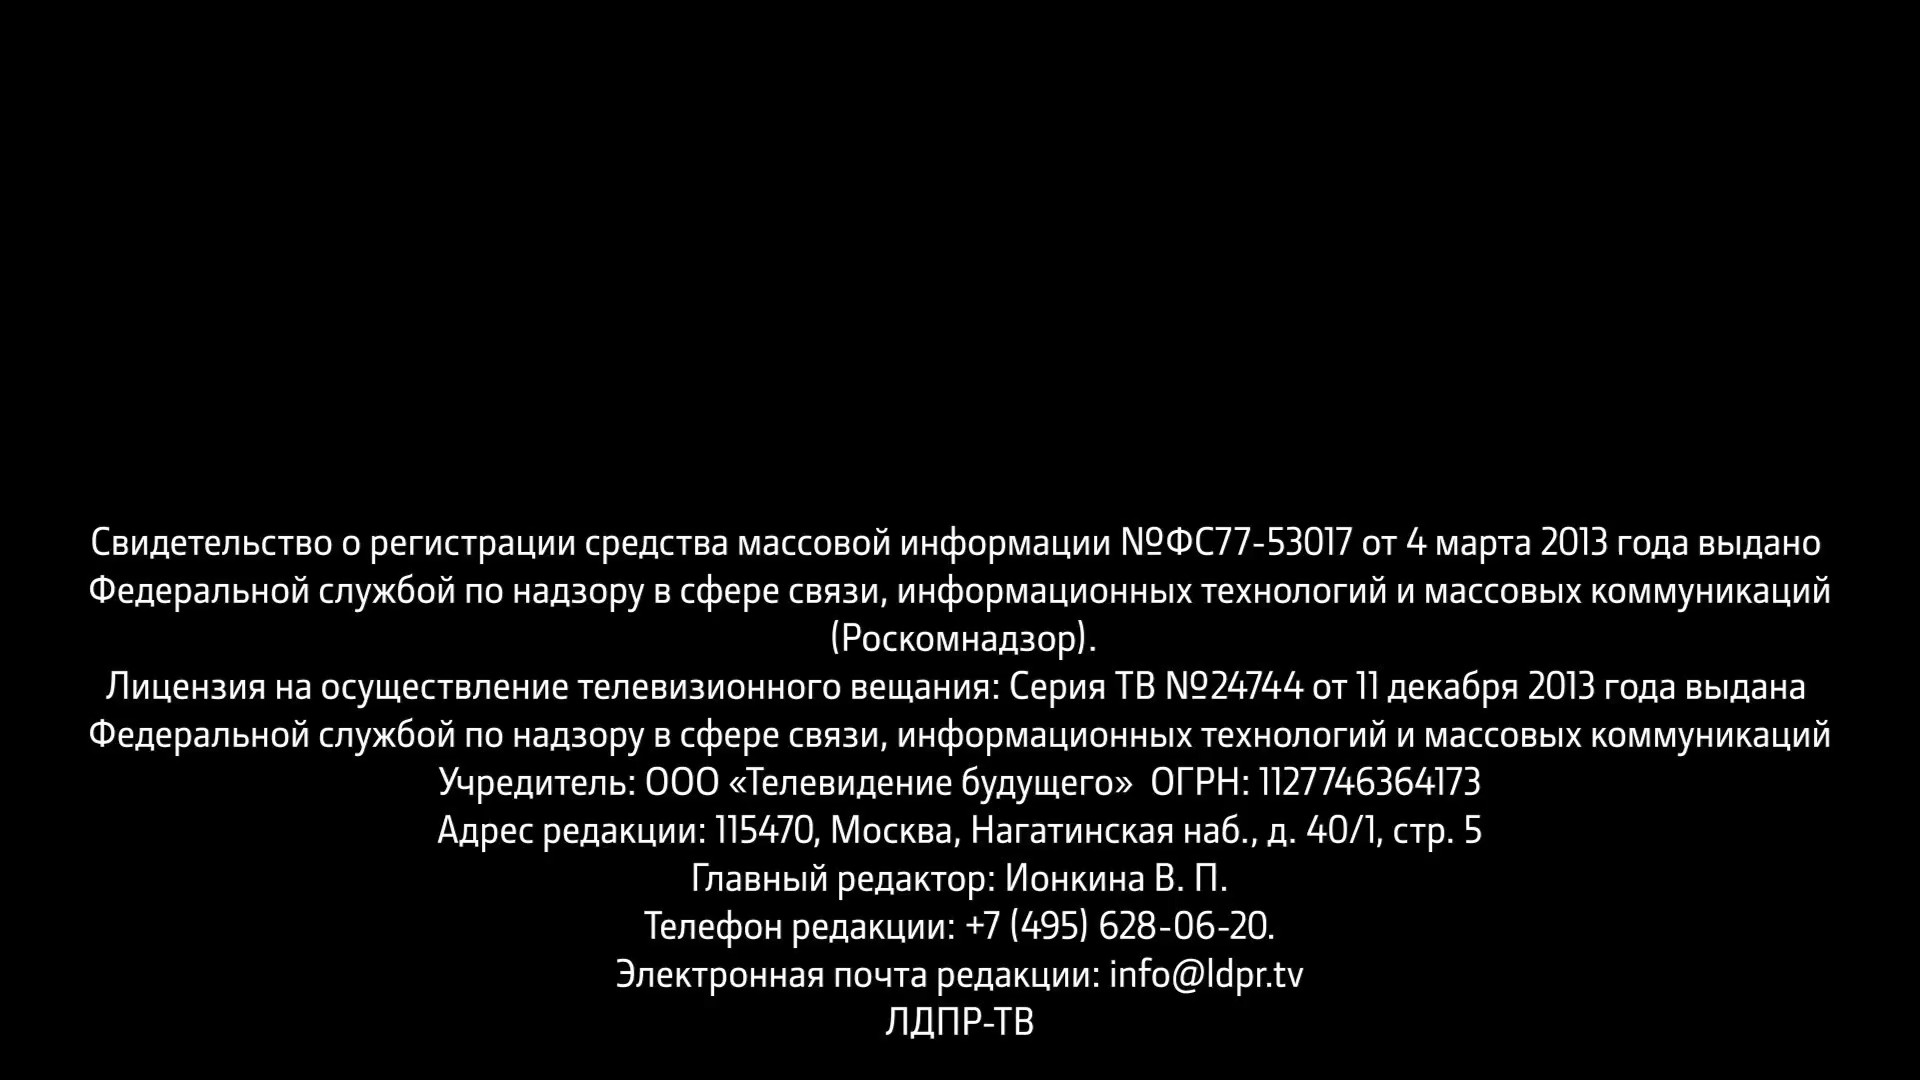 Свидетельство о регистрации средства массовой информации №ФС77-53017 от 4 марта 2013 года выдано
Федеральной службой по надзору в сфере связи, информационных технологий и массовых коммуникаций
(Роскомнадзор).
Лицензия на осуществление телевизионного вещания: Серия ТВ №24744 от 11 декабря 2013 года выдана
Федеральной службой по надзору в сфере связи, информационных технологий и массовых коммуникаций
Учредитель: ООО «Телевидение будущего»  ОГРН: 1127746364173
Адрес редакции: 115470, Москва, Нагатинская наб., д. 40/1, стр. 5
Главный редактор: Ионкина В. П.
Телефон редакции: +7 (495) 628-06-20.
Электронная почта редакции: info@ldpr.tv
ЛДПР-ТВ